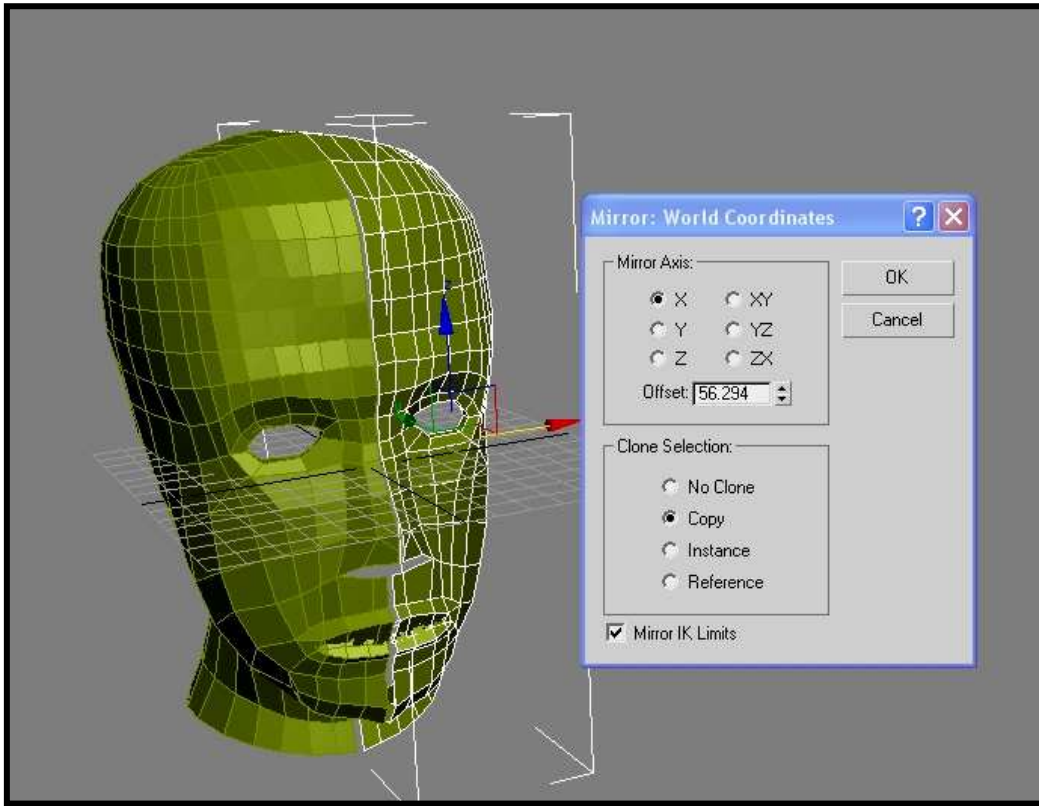 Mirror: World Coordinates
Mirror Axis:
X XY
Y YZ
Z ZX
Offset: 56.294
OK
Cancel
Clone Selection:
No Clone
Copy
Instance
Reference
Mirror IK Limits